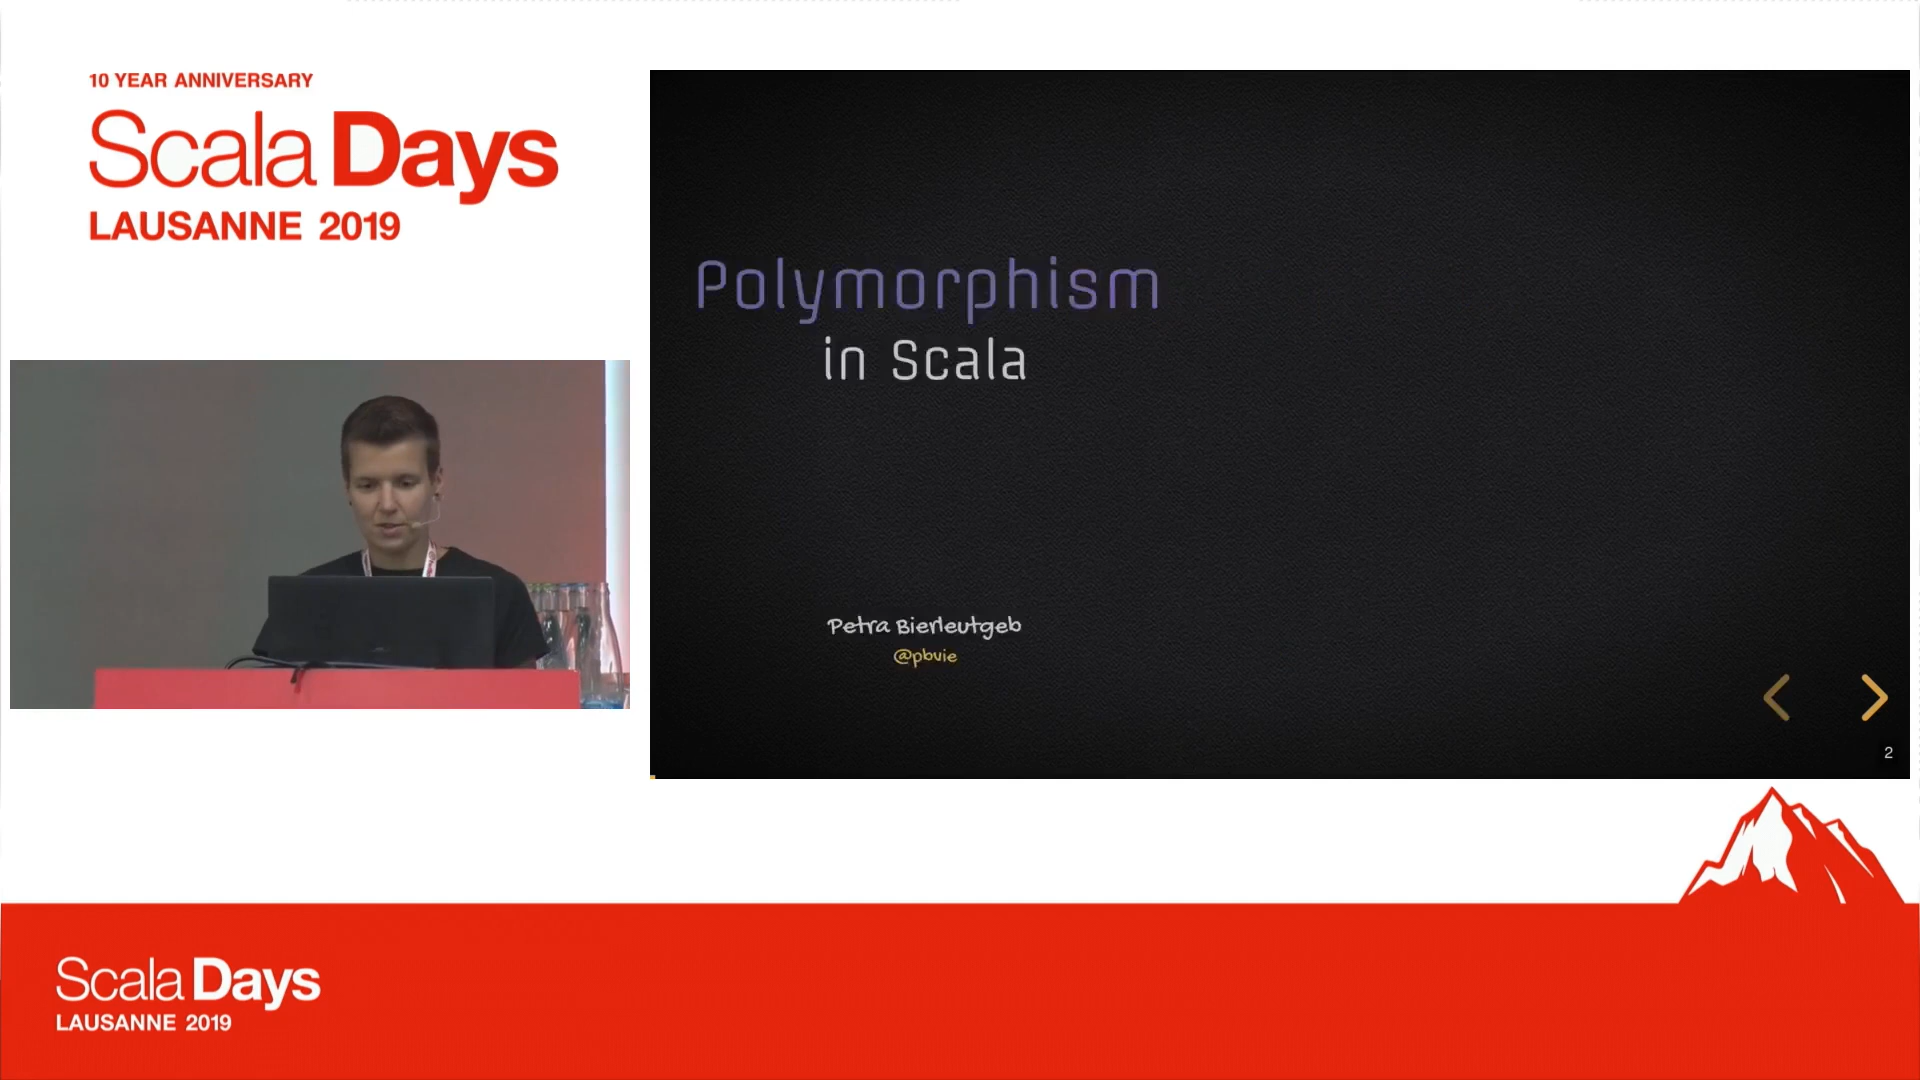 10 YEAR ANNIVERSARY
Scala Days
LAUSANNE 2019
Polymorphism
in Scala
Petra Bierleutgeb
@pbvie
2
Scala Days
LAUSANNE 2019